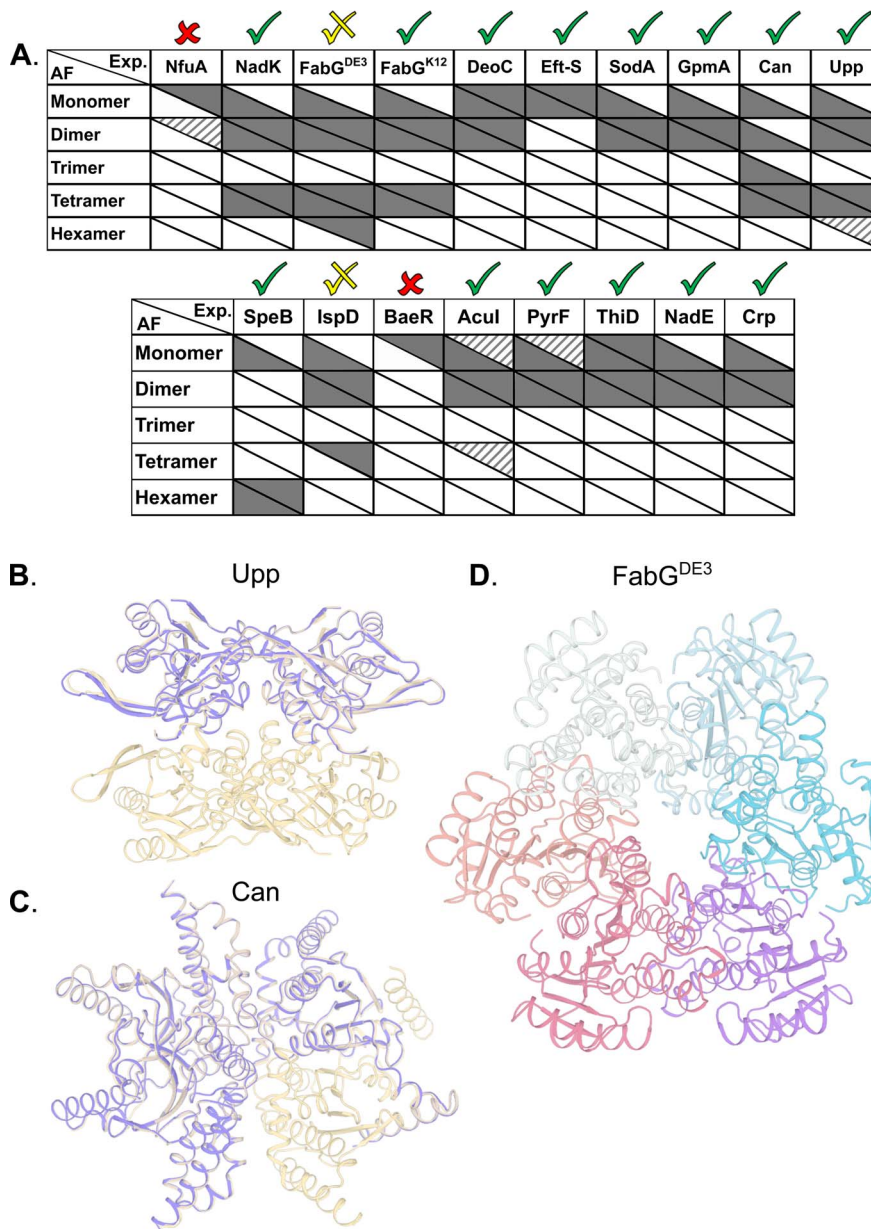 A.
Exp. NfuA NadK FabG^DE3 FabG^K12 DeoC Eft-S SodA GpmA Can Upp
AF
Monomer
Dimer
Trimer
Tetramer
Hexamer
Exp. SpeB IspD BaeR AcuI PyrF ThiD NadE Crp
AF
Monomer
Dimer
Trimer
Tetramer
Hexamer
B. Upp
D. FabG^DE3
C. Can